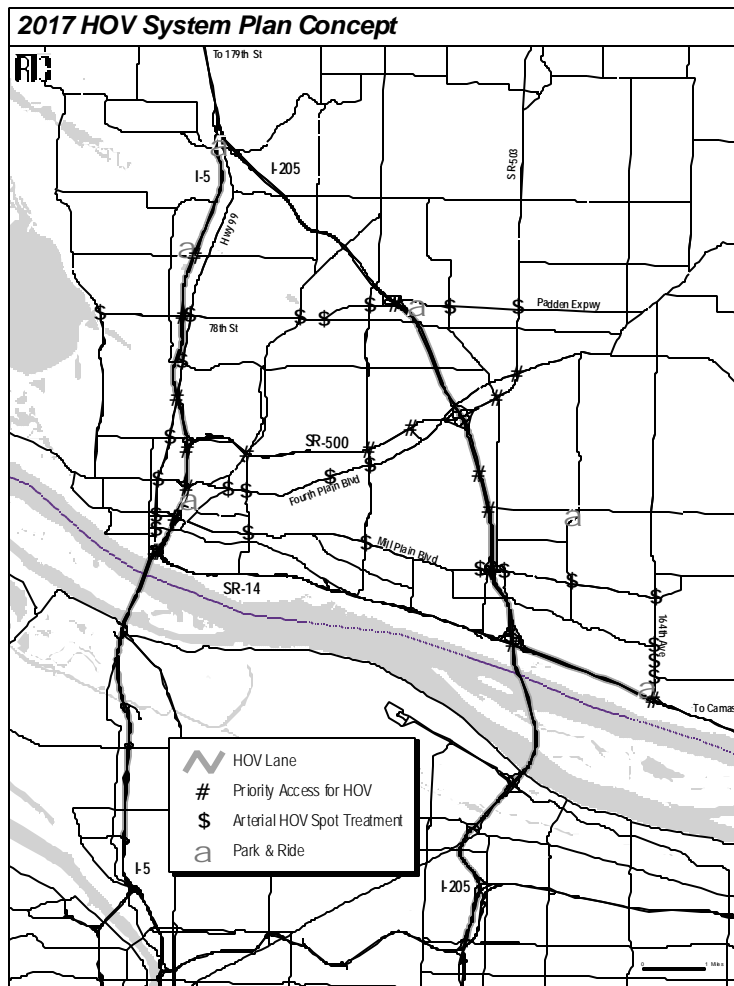 2017 HOV System Plan Concept
To 179th St
I-5
I-205
SR-503
Hwy 99
Padden Expwy
78th St
SR-500
Fourth Plain Blvd
Mill Plain Blvd
SR-14
164th Ave
To Camas
HOV Lane
# Priority Access for HOV
$ Arterial HOV Spot Treatment
a Park & Ride
I-5
I-205
0 1 Miles